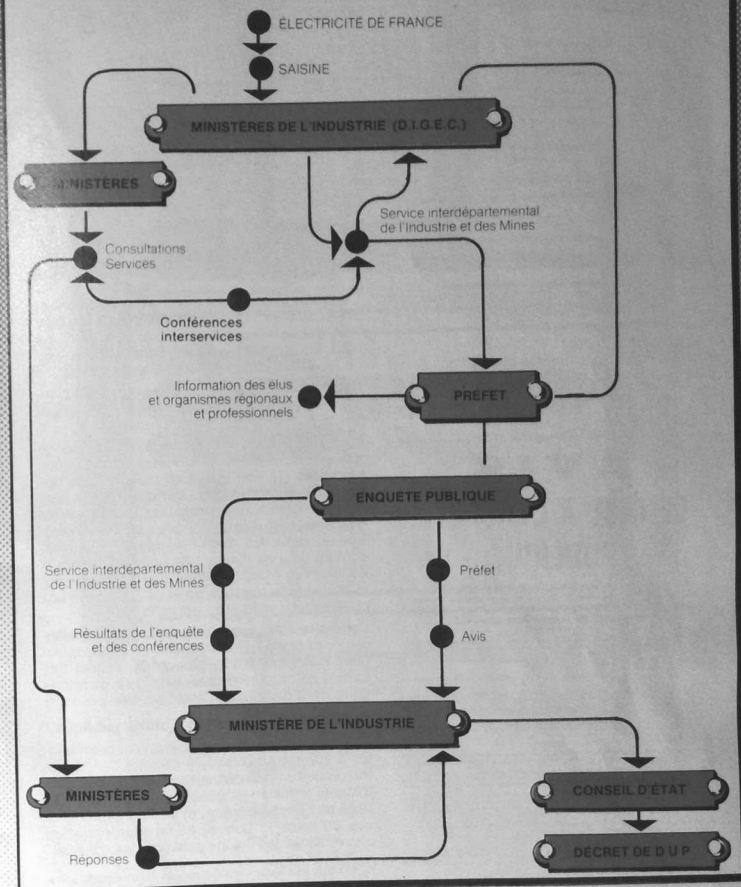 ÉLECTRICITÉ DE FRANCE
SAISINE
MINISTÈRES DE L'INDUSTRIE (D.I.G.E.C.)
MINISTÈRES
Service interdépartemental
de l'Industrie et des Mines
Consultations
Services
Conférences
interservices
Information des élus
et organismes régionaux
et professionnels
PRÉFET
ENQUÊTE PUBLIQUE
Service interdépartemental
de l'Industrie et des Mines
Préfet
Résultats de l'enquête
et des conférences
Avis
MINISTÈRE DE L'INDUSTRIE
MINISTÈRES
CONSEIL D'ÉTAT
DÉCRET DE D U P
Réponses